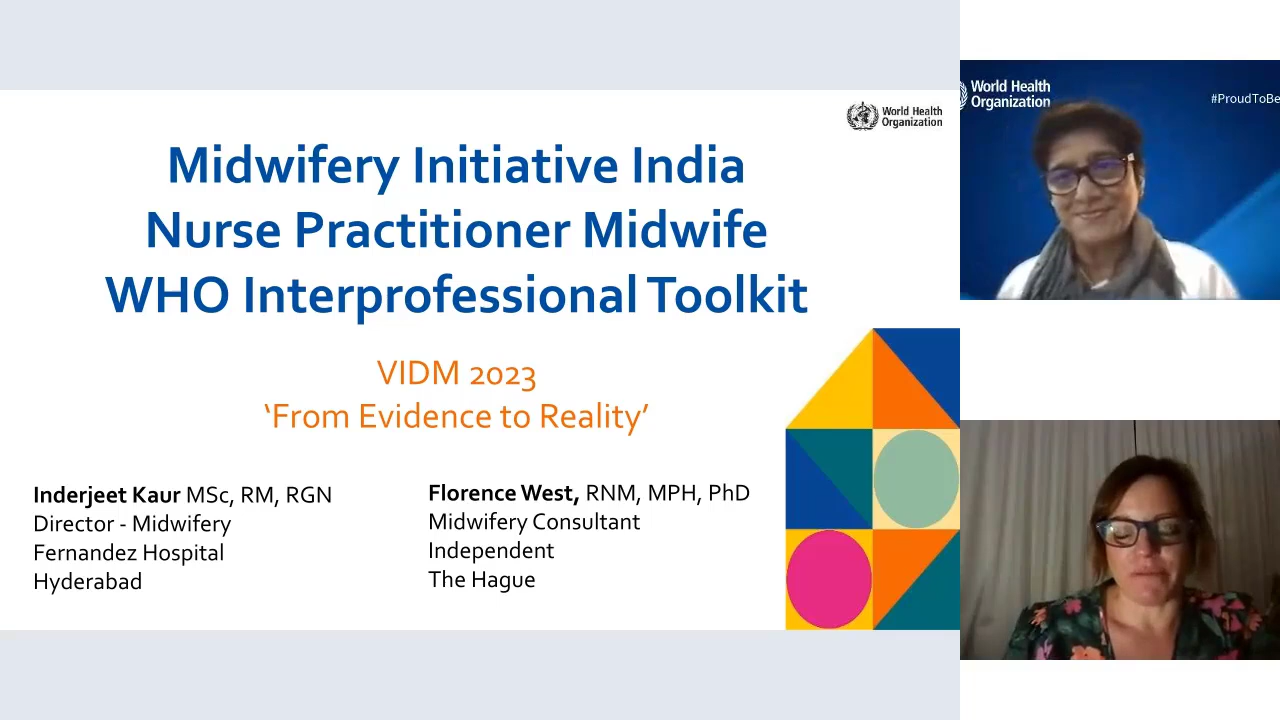 World Health
Organization
Midwifery Initiative India
Nurse Practitioner Midwife
WHO Interprofessional Toolkit
VIDM 2023
‘From Evidence to Reality’
Inderjeet Kaur MSc, RM, RGN
Director - Midwifery
Fernandez Hospital
Hyderabad
Florence West, RNM, MPH, PhD
Midwifery Consultant
Independent
The Hague
World Health
Organization
#ProudToBe